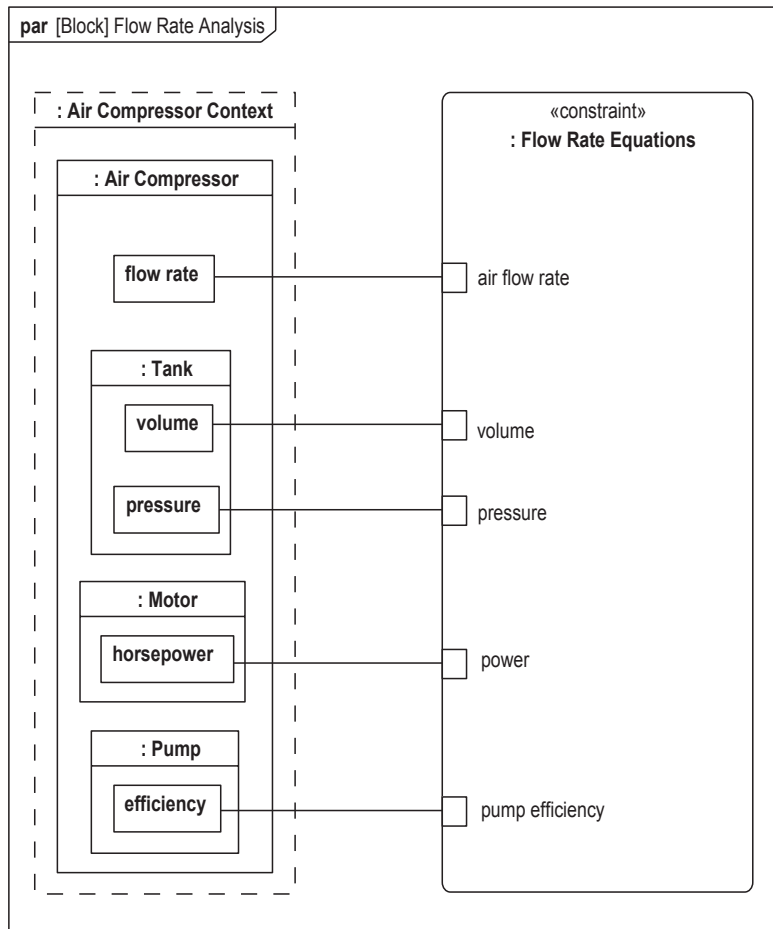 par [Block] Flow Rate Analysis
: Air Compressor Context
«constraint»
: Flow Rate Equations
: Air Compressor
flow rate
air flow rate
: Tank
volume
volume
pressure
pressure
: Motor
horsepower
power
: Pump
efficiency
pump efficiency